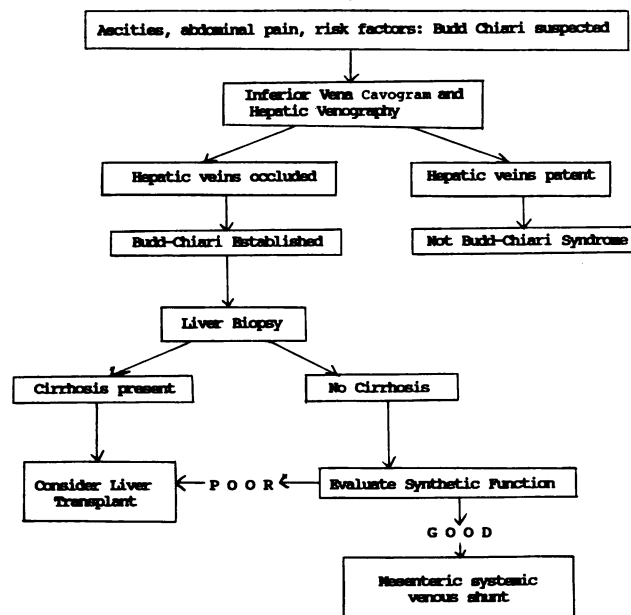 Ascities, abdominal pain, risk factors: Budd Chiari suspected
Inferior Vena Cavogram and
Hepatic Venography
Hepatic veins occluded
Hepatic veins patent
Budd-Chiari Established
Not Budd-Chiari Syndrome
Liver Biopsy
Cirrhosis present
No Cirrhosis
Consider Liver
Transplant
POOR
Evaluate Synthetic Function
GOOD
Mesenteric systemic
venous shunt